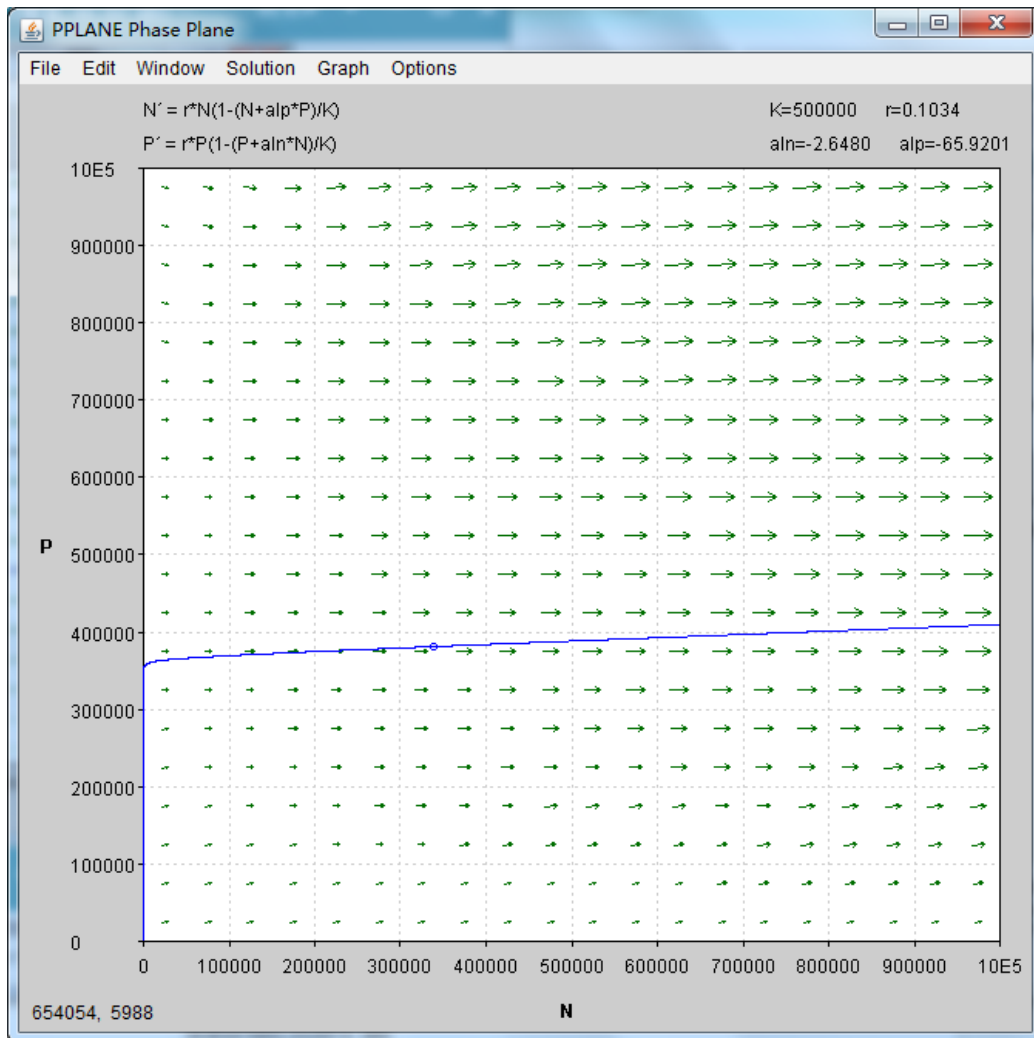 PPLANE Phase Plane
File Edit Window Solution Graph Options
N´ = r*N(1-(N+alp*P)/K)
K=500000 r=0.1034
P´ = r*P(1-(P+aln*N)/K)
aln=-2.6480 alp=-65.9201
10E5
900000
800000
700000
600000
P
500000
400000
300000
200000
100000
0
0 100000 200000 300000 400000 500000 600000 700000 800000 900000 10E5
N
654054, 5988